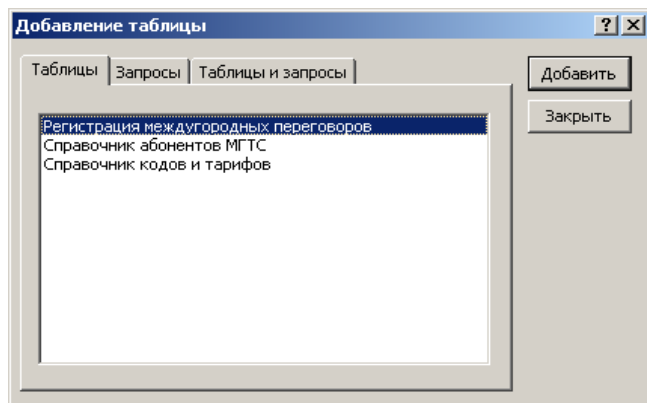 Добавление таблицы
Таблицы Запросы Таблицы и запросы
Добавить
Закрыть
Регистрация междугородных переговоров
Справочник абонентов МГТС
Справочник кодов и тарифов